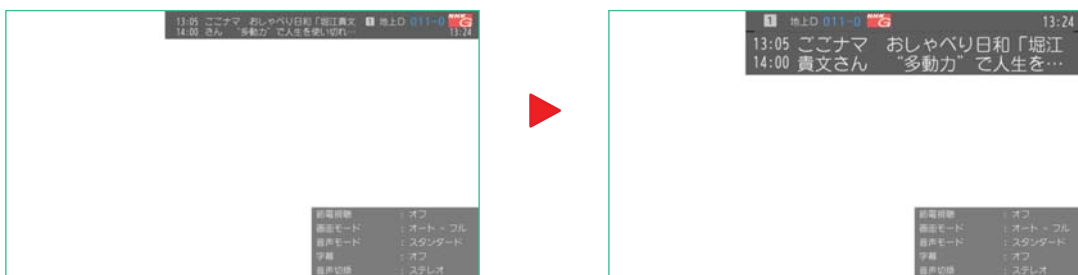 13:05 ごごナマ おしゃべり日和「堀江貴文 1 地上D 011-0 NHK G
14:00 さん “多動力”で人生を使い切れ… 13:24
節電視聴 : オフ
画面モード : オート - フル
音声モード : スタンダード
字幕 : オフ
音声切換 : ステレオ
1 地上D 011-0 NHK G 13:24
13:05 ごごナマ おしゃべり日和「堀江
14:00 貴文さん “多動力”で人生を…
節電視聴 : オフ
画面モード : オート - フル
音声モード : スタンダード
字幕 : オフ
音声切換 : ステレオ